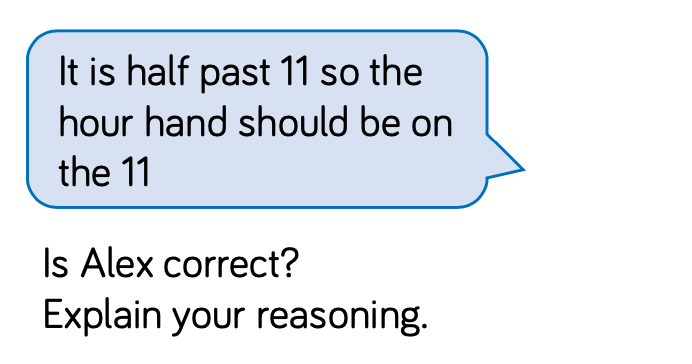 It is half past 11 so the
hour hand should be on
the 11
Is Alex correct?
Explain your reasoning.